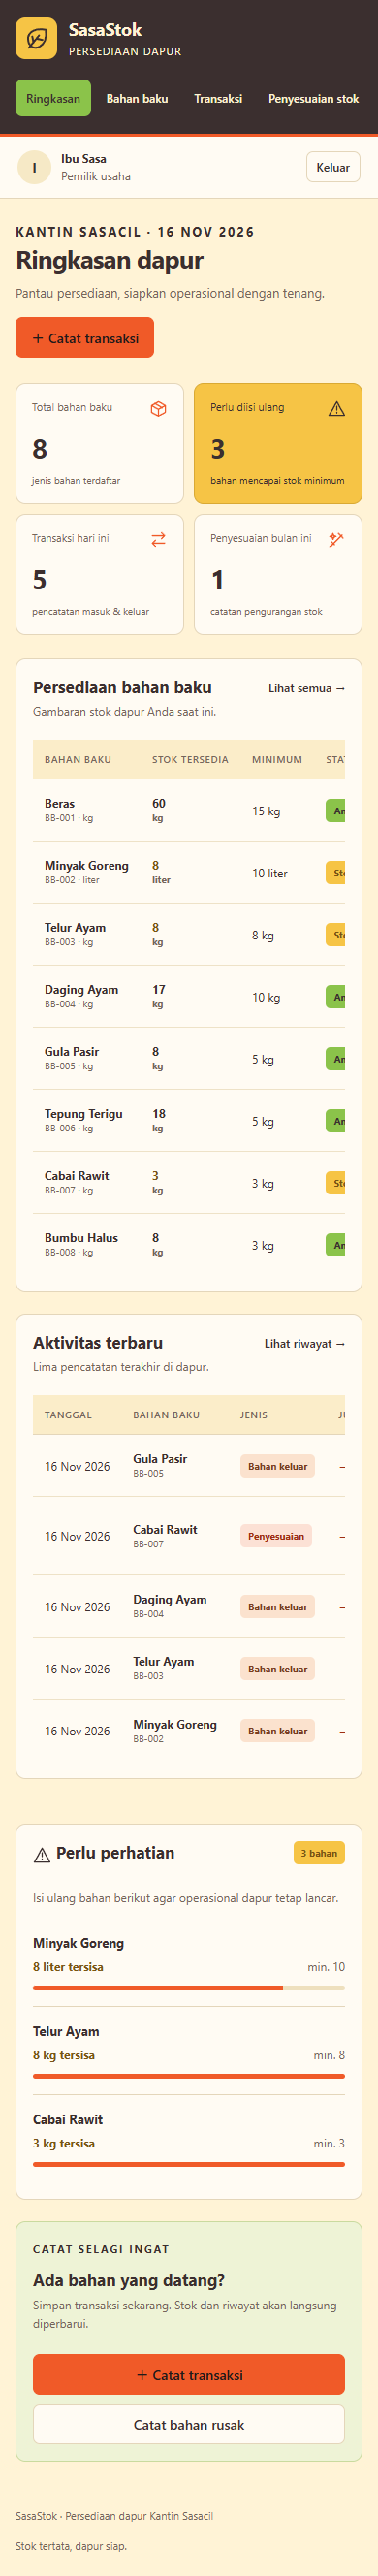 SasaStok
PERSEDIAAN DAPUR
Ringkasan Bahan baku Transaksi Penyesuaian stok
I
Ibu Sasa
Pemilik usaha
Keluar
KANTIN SASACIL · 16 NOV 2026
Ringkasan dapur
Pantau persediaan, siapkan operasional dengan tenang.
+ Catat transaksi
Total bahan baku
8
jenis bahan terdaftar
Perlu diisi ulang
3
bahan mencapai stok minimum
Transaksi hari ini
5
pencatatan masuk & keluar
Penyesuaian bulan ini
1
catatan pengurangan stok
Persediaan bahan baku
Lihat semua →
Gambaran stok dapur Anda saat ini.
BAHAN BAKU STOK TERSEDIA MINIMUM
Beras 60 15 kg
BB-001 · kg kg
Minyak Goreng 8 10 liter
BB-002 · liter liter
Telur Ayam 8 8 kg
BB-003 · kg kg
Daging Ayam 17 10 kg
BB-004 · kg kg
Gula Pasir 8 5 kg
BB-005 · kg kg
Tepung Terigu 18 5 kg
BB-006 · kg kg
Cabai Rawit 3 3 kg
BB-007 · kg kg
Bumbu Halus 8 3 kg
BB-008 · kg kg
Aktivitas terbaru
Lihat riwayat →
Lima pencatatan terakhir di dapur.
TANGGAL BAHAN BAKU JENIS
16 Nov 2026 Gula Pasir Bahan keluar
BB-005
16 Nov 2026 Cabai Rawit Penyesuaian
BB-007
16 Nov 2026 Daging Ayam Bahan keluar
BB-004
16 Nov 2026 Telur Ayam Bahan keluar
BB-003
16 Nov 2026 Minyak Goreng Bahan keluar
BB-002
Perlu perhatian
3 bahan
Isi ulang bahan berikut agar operasional dapur tetap lancar.
Minyak Goreng
8 liter tersisa min. 10
Telur Ayam
8 kg tersisa min. 8
Cabai Rawit
3 kg tersisa min. 3
CATAT SELAGI INGAT
Ada bahan yang datang?
Simpan transaksi sekarang. Stok dan riwayat akan langsung
diperbarui.
+ Catat transaksi
Catat bahan rusak
SasaStok · Persediaan dapur Kantin Sasacil
Stok tertata, dapur siap.